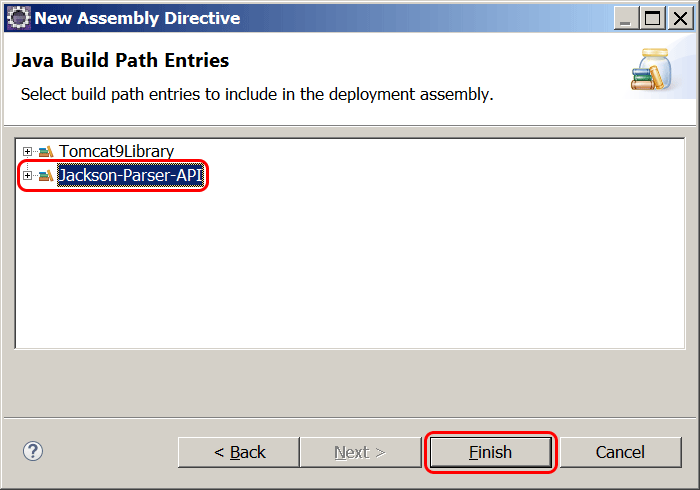 New Assembly Directive
Java Build Path Entries
Select build path entries to include in the deployment assembly.
Tomcat9Library
Jackson-Parser-API
?
< Back
Next >
Finish
Cancel